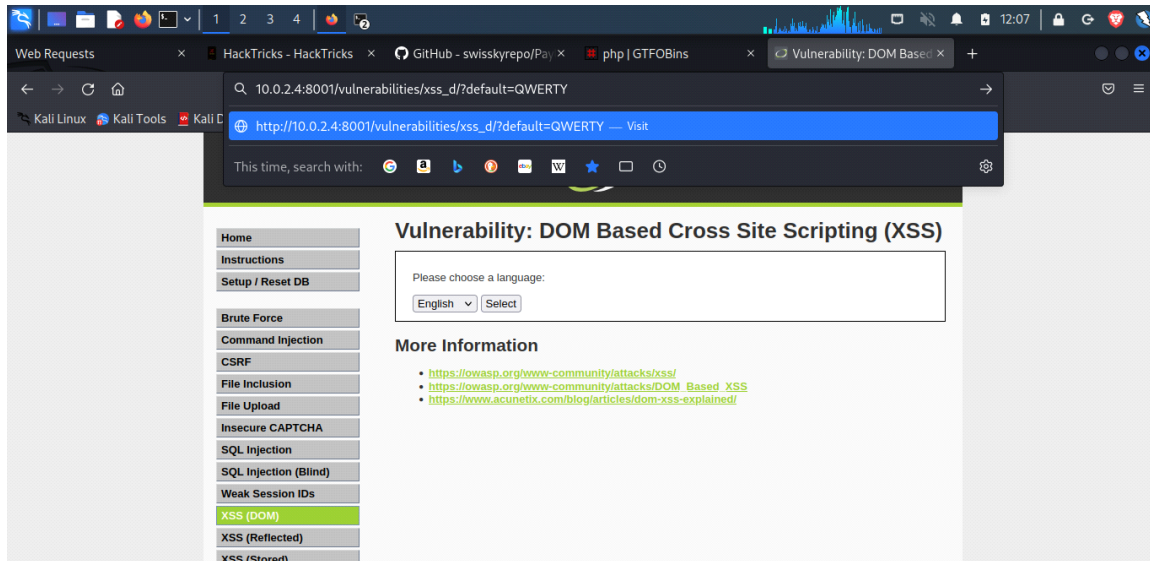 1 2 3 4 2 12:07
Web Requests HackTricks - HackTricks GitHub - swisskyrepo/Pay php | GTFOBins Vulnerability: DOM Based
10.0.2.4:8001/vulnerabilities/xss_d/?default=QWERTY
Kali Linux Kali Tools Kali D
http://10.0.2.4:8001/vulnerabilities/xss_d/?default=QWERTY — Visit
This time, search with:
Vulnerability: DOM Based Cross Site Scripting (XSS)
Home
Instructions
Setup / Reset DB
Please choose a language:
English Select
Brute Force
Command Injection
CSRF
File Inclusion
File Upload
Insecure CAPTCHA
SQL Injection
SQL Injection (Blind)
Weak Session IDs
XSS (DOM)
XSS (Reflected)
XSS (Stored)
More Information
https://owasp.org/www-community/attacks/xss/
https://owasp.org/www-community/attacks/DOM_Based_XSS
https://www.acunetix.com/blog/articles/dom-xss-explained/